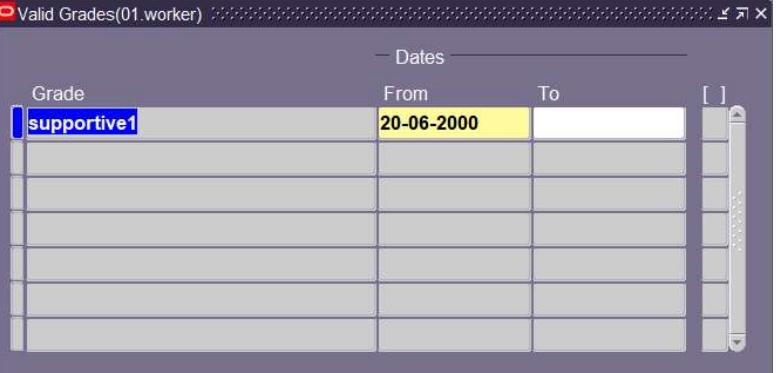 Valid Grades(01.worker)
Dates
Grade From To [ ]
supportive1 20-06-2000